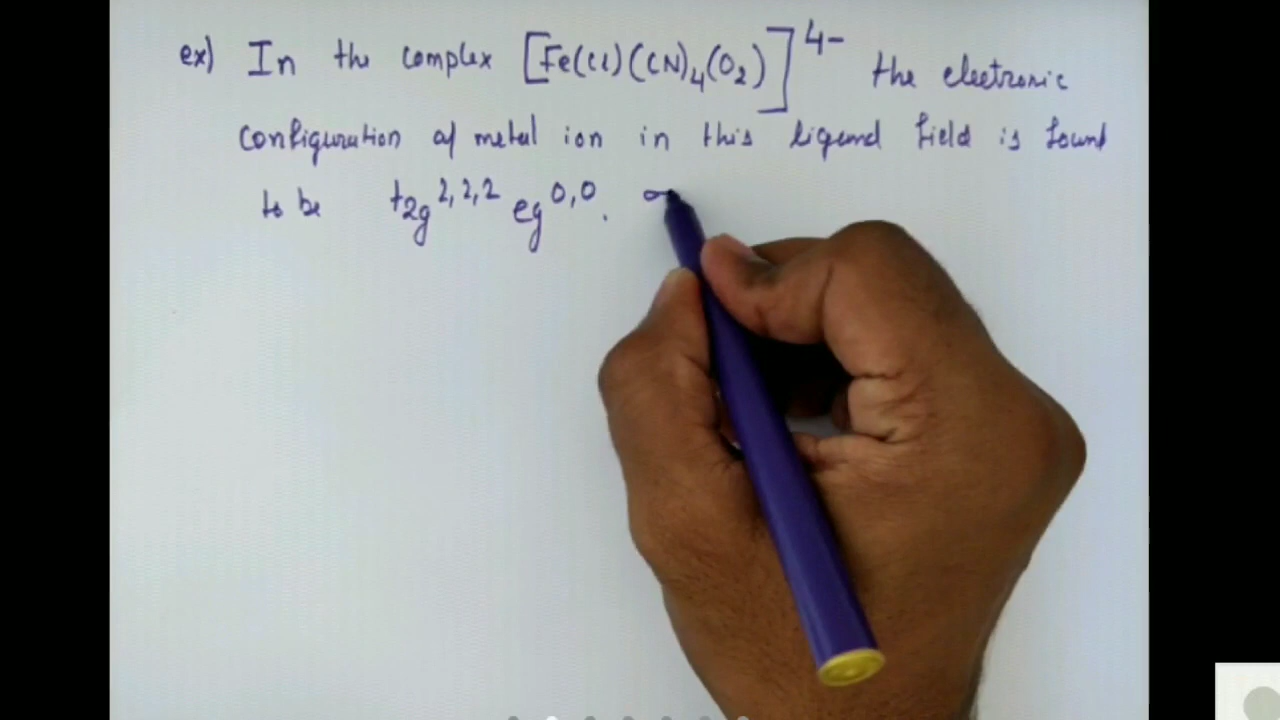 ex) In the complex [Fe(Cl)(CN)₄(O₂)]⁴⁻ the electronic
configuration of metal ion in this ligand field is found
to be t₂g²,²,² eg⁰,⁰.